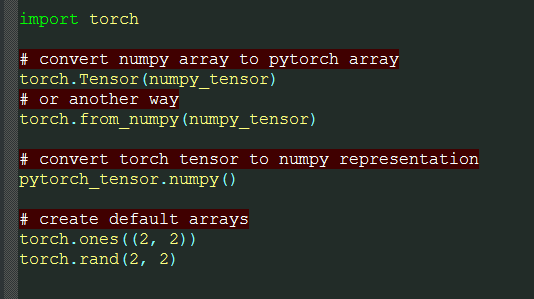 import torch
# convert numpy array to pytorch array
torch.Tensor(numpy_tensor)
# or another way
torch.from_numpy(numpy_tensor)
# convert torch tensor to numpy representation
pytorch_tensor.numpy()
# create default arrays
torch.ones((2, 2))
torch.rand(2, 2)